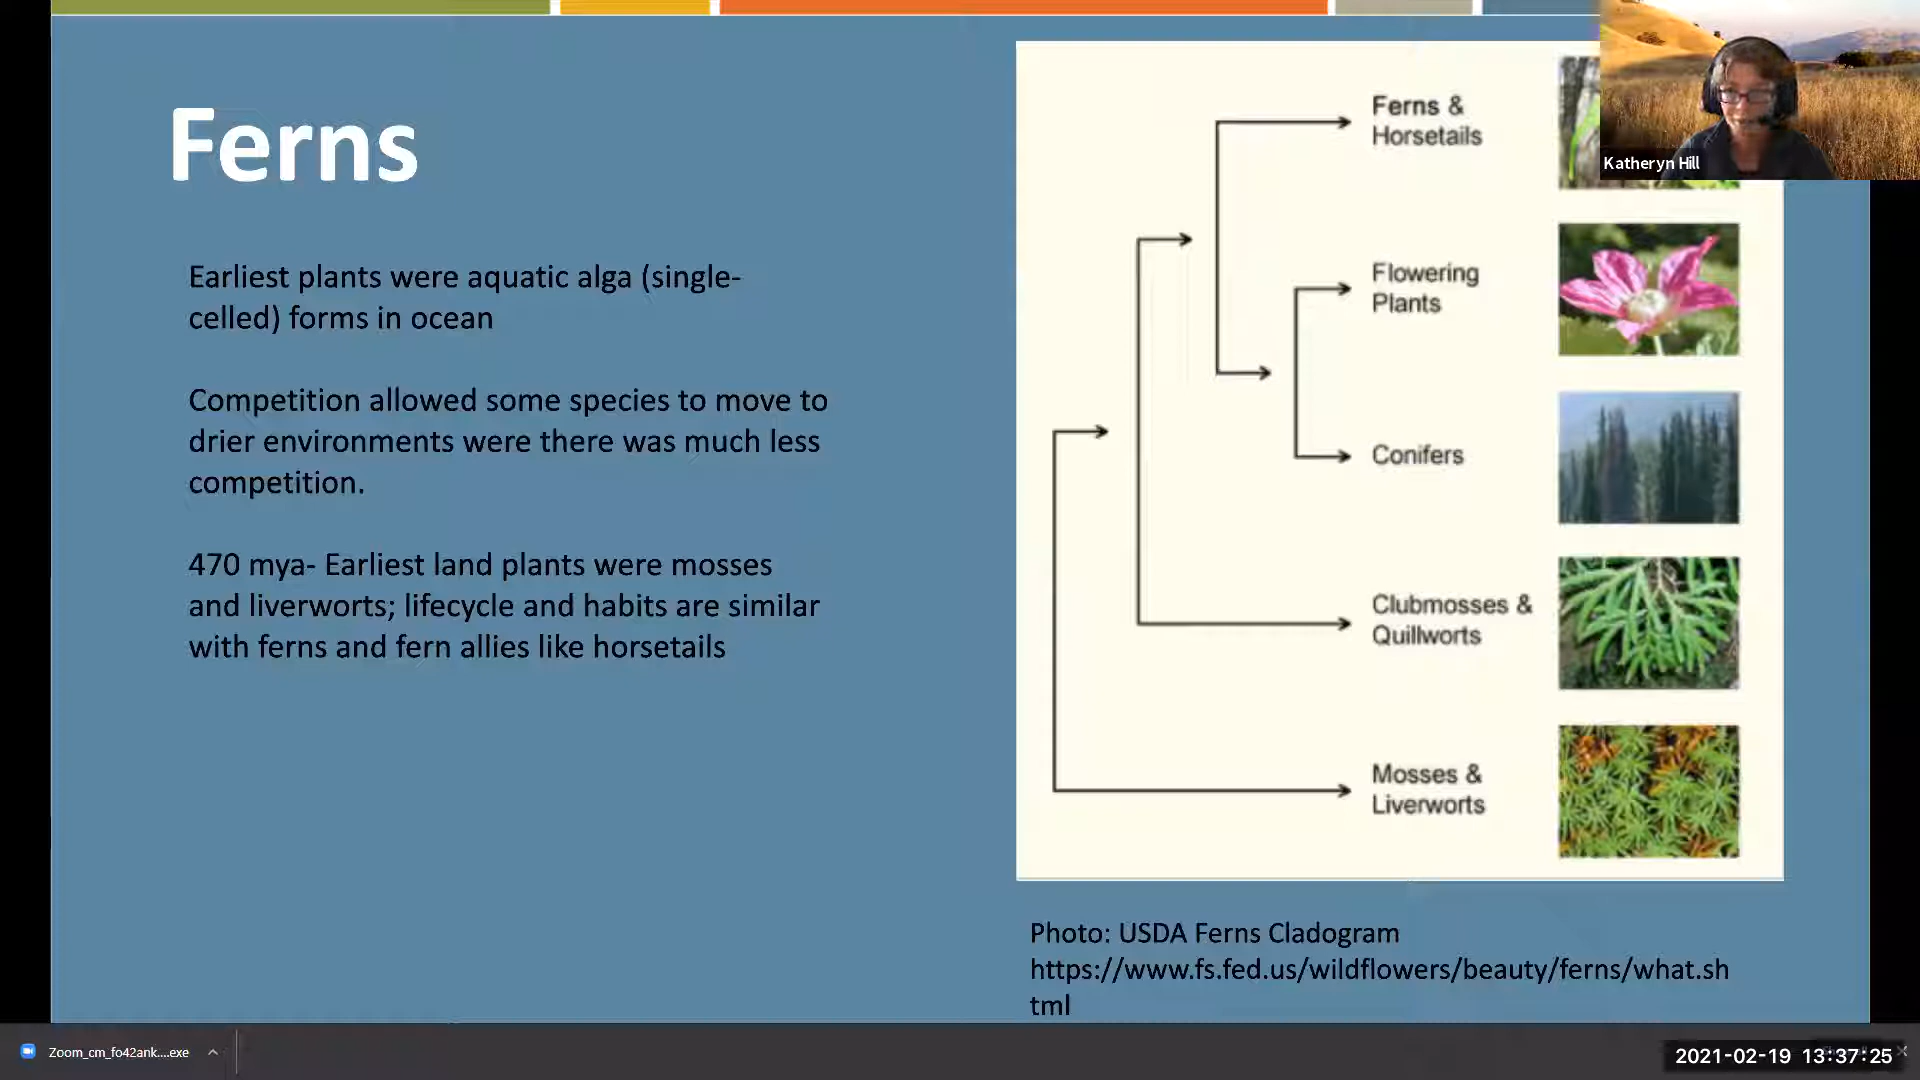 Ferns
Earliest plants were aquatic alga (single-
celled) forms in ocean
Competition allowed some species to move to
drier environments were there was much less
competition.
470 mya- Earliest land plants were mosses
and liverworts; lifecycle and habits are similar
with ferns and fern allies like horsetails
Ferns &
Horsetails
Flowering
Plants
Conifers
Clubmosses &
Quillworts
Mosses &
Liverworts
Photo: USDA Ferns Cladogram
https://www.fs.fed.us/wildflowers/beauty/ferns/what.sh
tml
Katheryn Hill
Zoom_cm_fo42ank....exe
2021-02-19 13:37:25